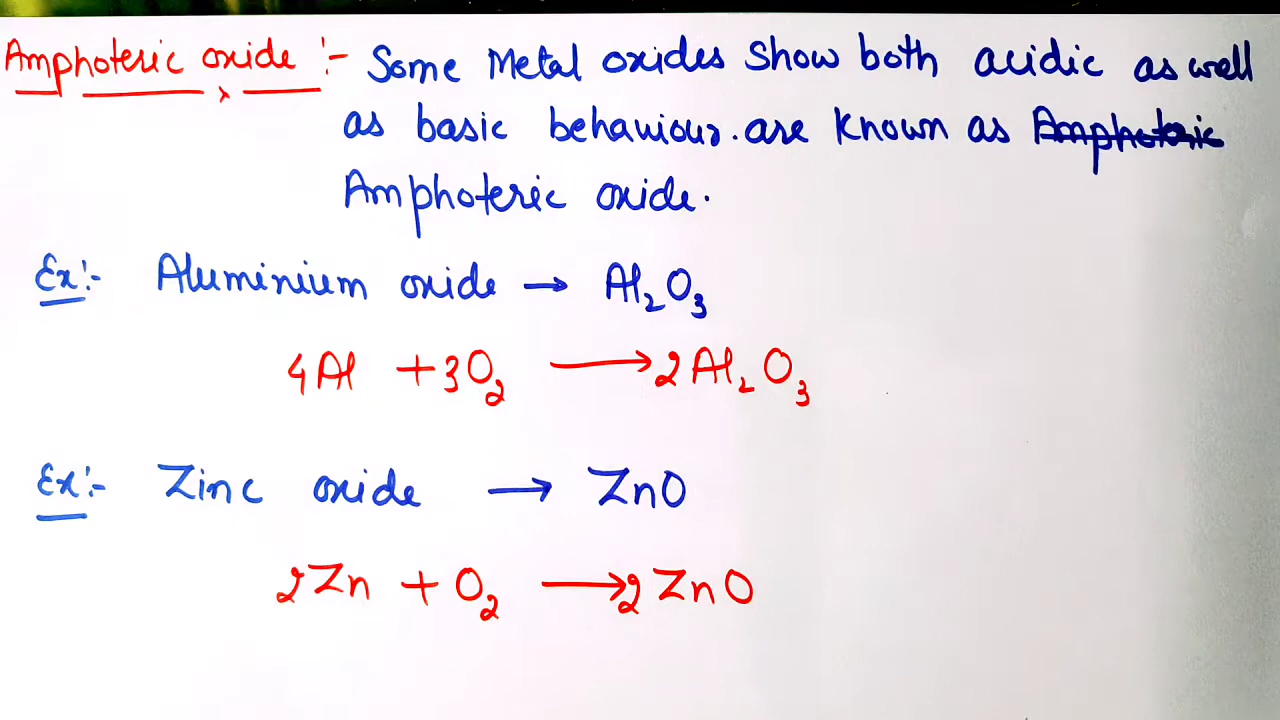 Amphoteric oxide :- Some Metal oxides show both acidic as well
as basic behaviour. are known as Amphoteric
Amphoteric oxide.
Ex:- Aluminium oxide → Al₂O₃
4Al + 3O₂ → 2Al₂O₃
Ex:- Zinc oxide → ZnO
2Zn + O₂ → 2ZnO